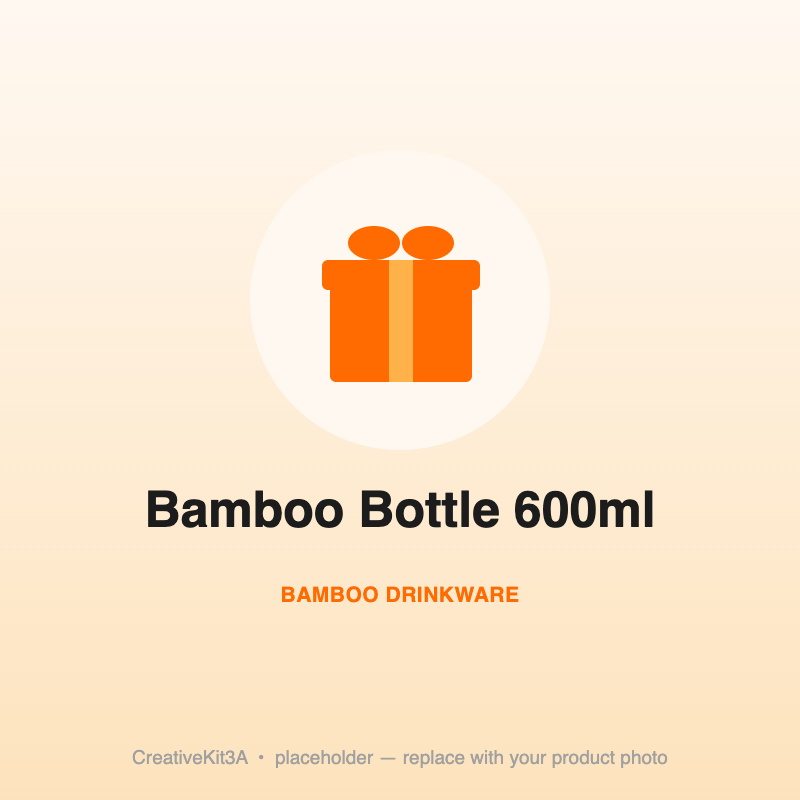 Bamboo Bottle 600ml
BAMBOO DRINKWARE
CreativeKit3A • placeholder — replace with your product photo